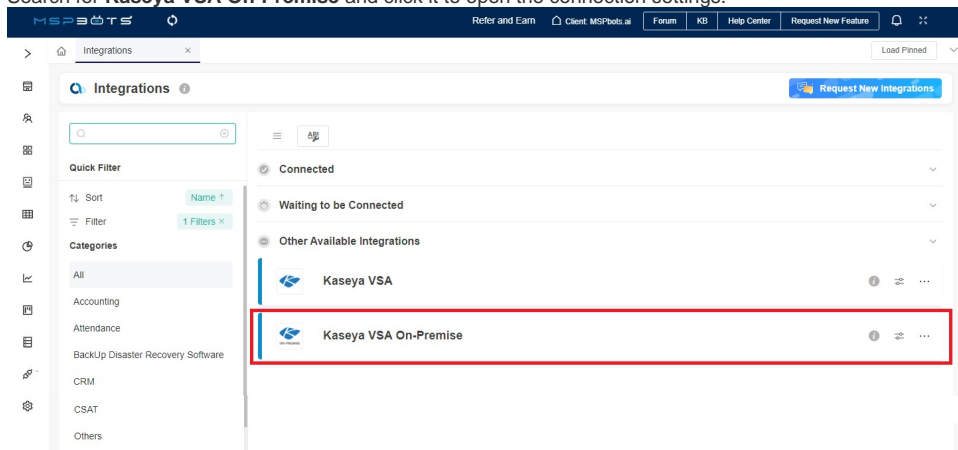 Search for Kaseya VSA On-Premise and click it to open the connection settings.
MSPBOTS Refer and Earn Client: MSPbots.ai Forum KB Help Center Request New Feature
Integrations × Load Pinned
Integrations Request New Integrations
Quick Filter
Connected
Sort Name ↑
Waiting to be Connected
Filter 1 Filters ×
Categories
Other Available Integrations
All
Kaseya VSA
Accounting
Attendance
Kaseya VSA On-Premise
BackUp Disaster Recovery Software
CRM
CSAT
Others